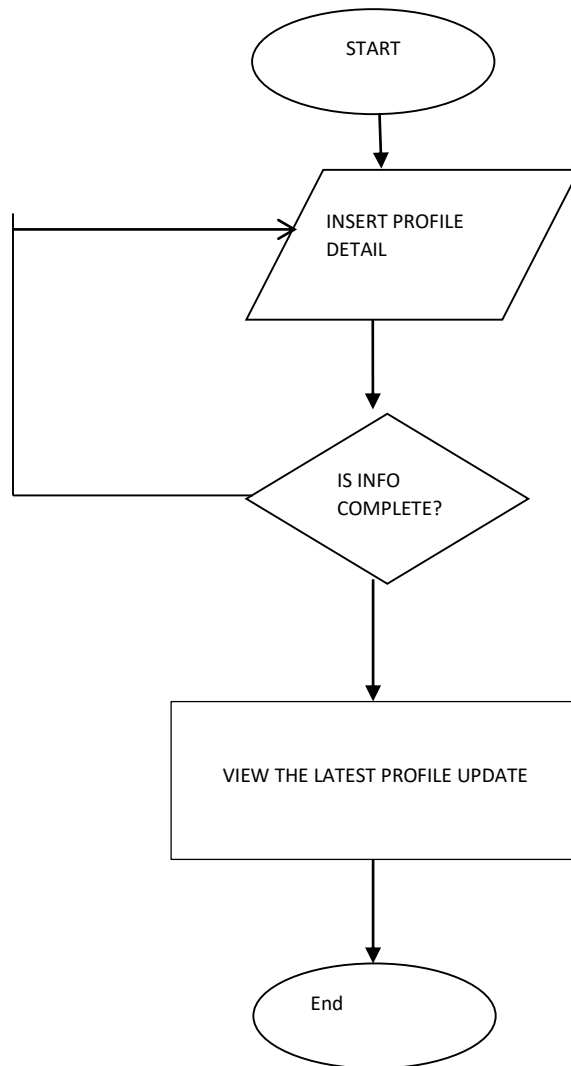 START
INSERT PROFILE
DETAIL
IS INFO
COMPLETE?
VIEW THE LATEST PROFILE UPDATE
End